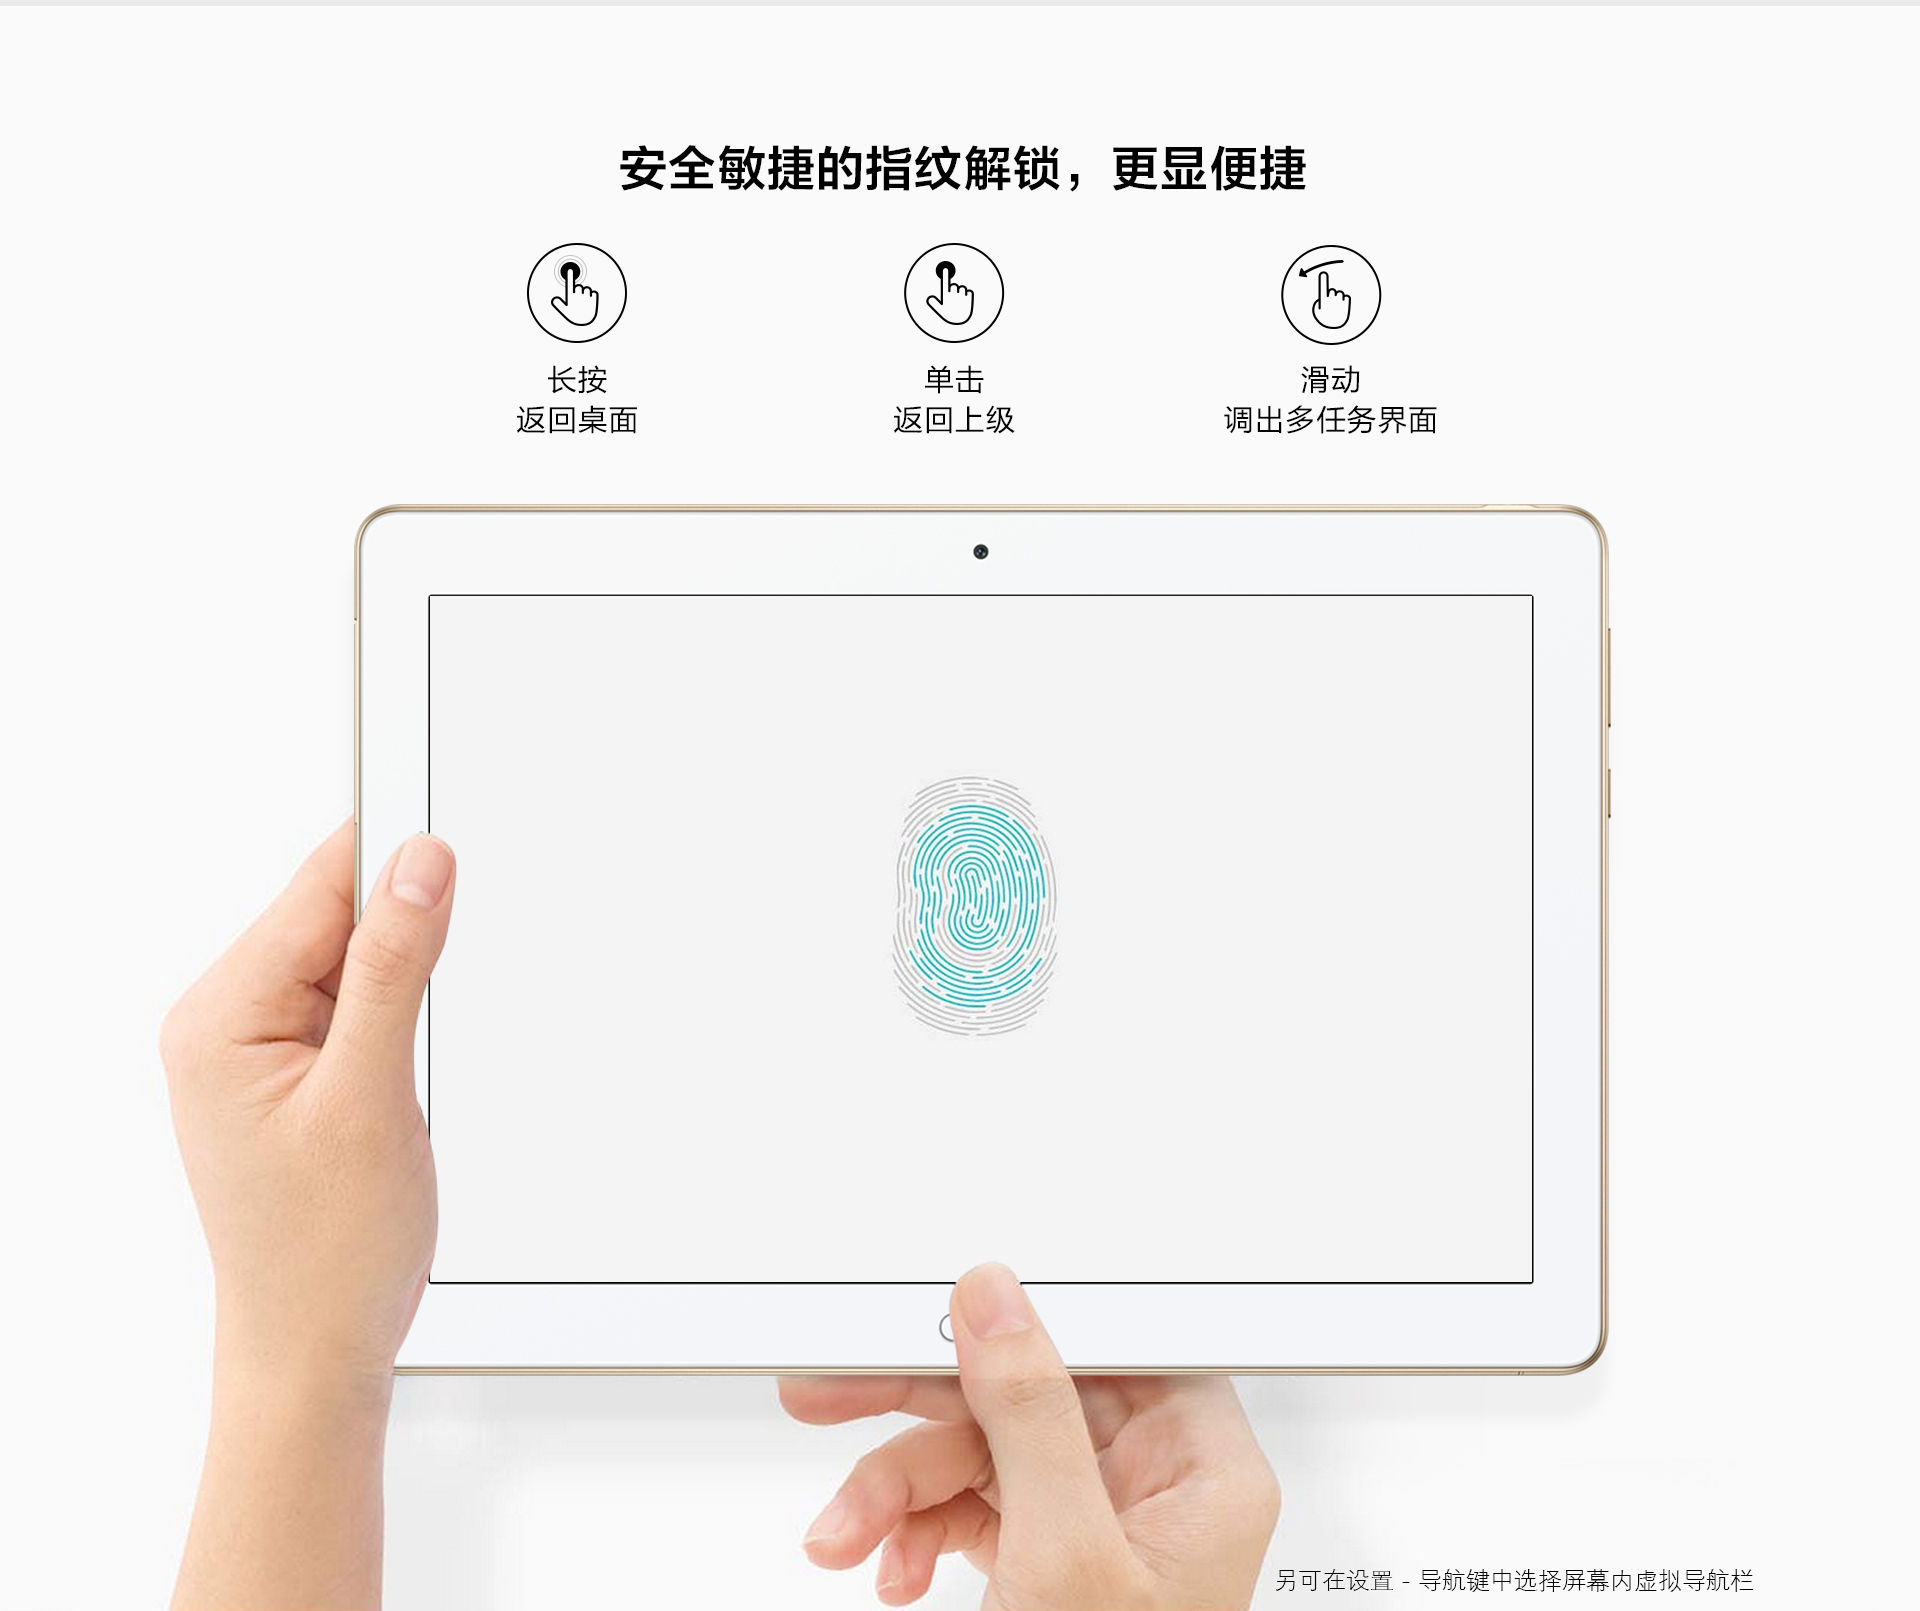 安全敏捷的指纹解锁，更显便捷
长按
返回桌面
单击
返回上级
滑动
调出多任务界面
另可在设置 - 导航键中选择屏幕内虚拟导航栏